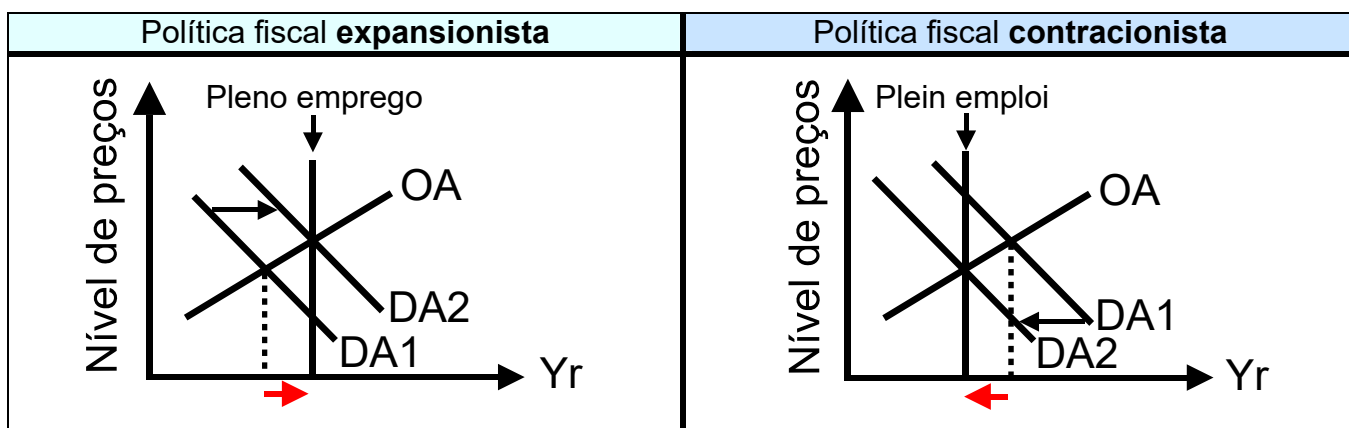 Política fiscal expansionista
Política fiscal contracionista
Nível de preços
Pleno emprego
OA
DA2
DA1
Yr
Nível de preços
Plein emploi
OA
DA1
DA2
Yr